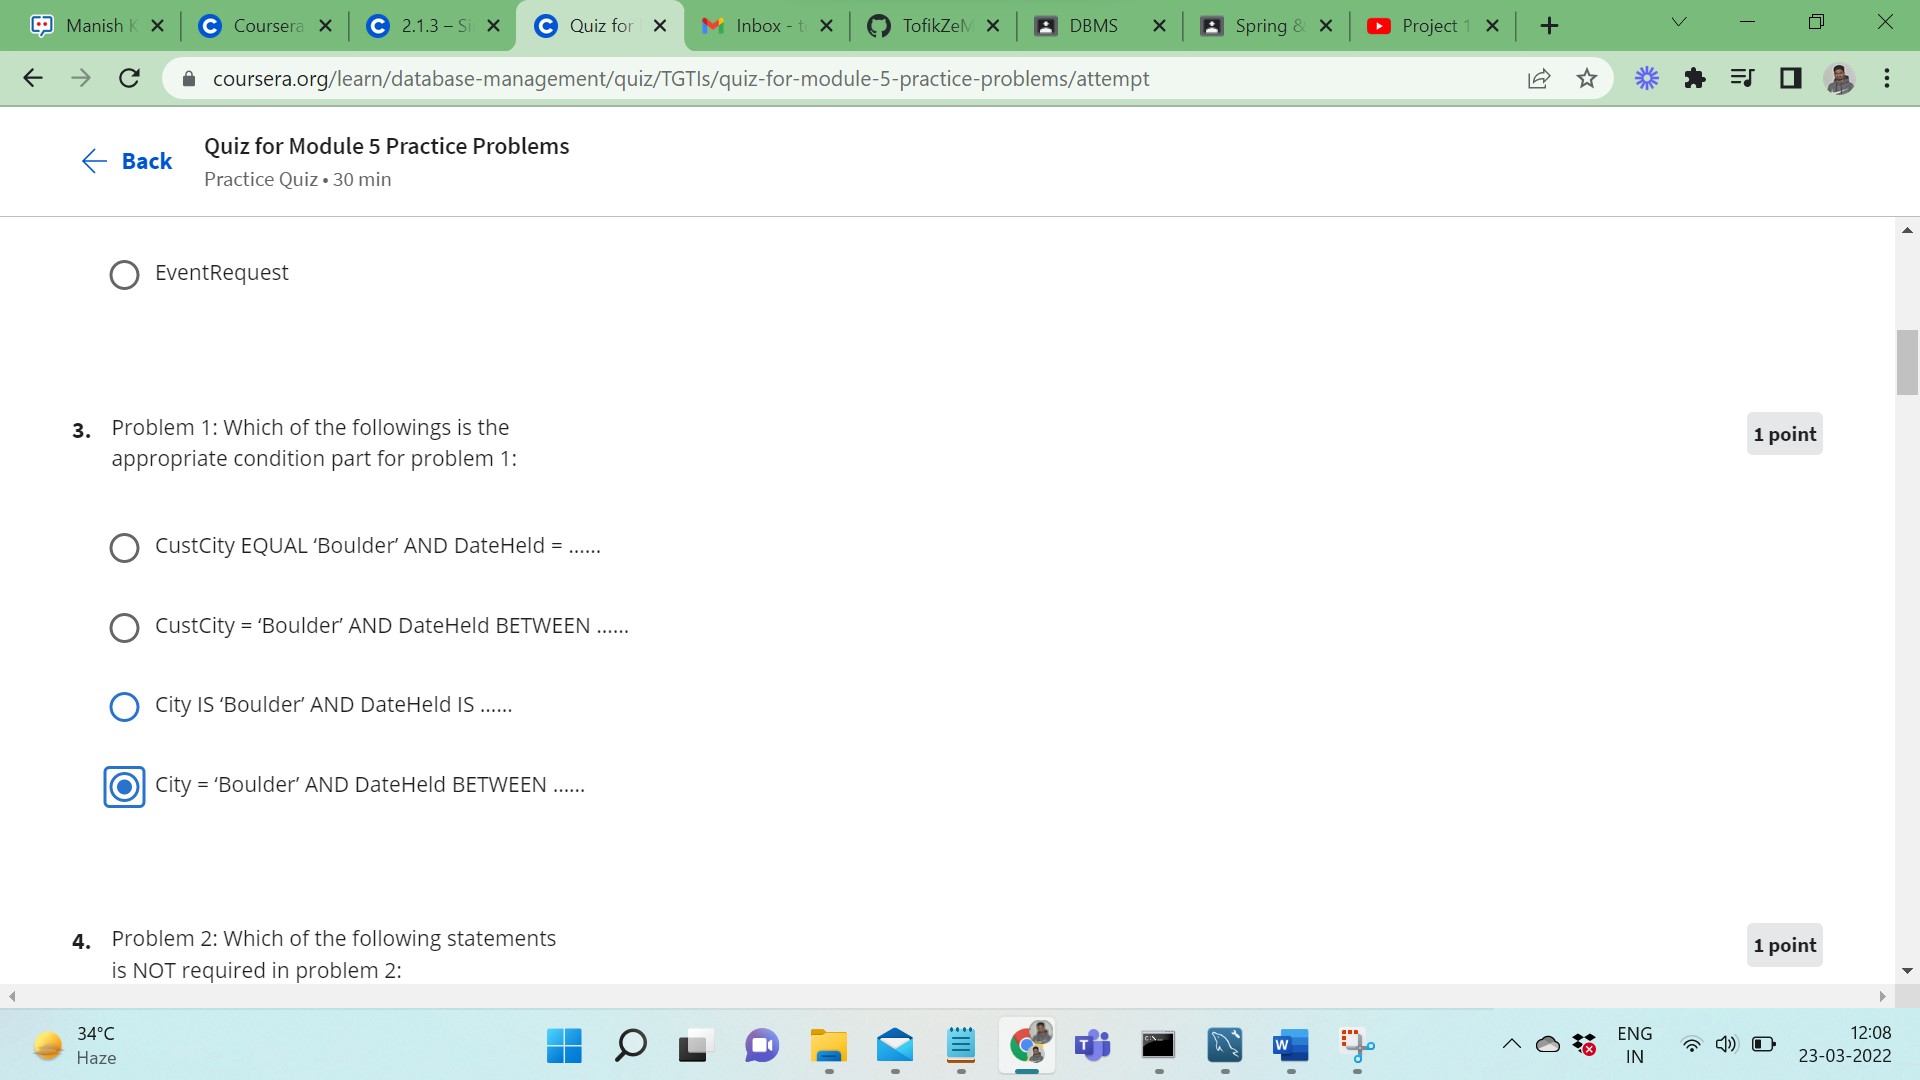 Manish K
Coursera
2.1.3 – Si
Quiz for
Inbox - t
TofikZeM
DBMS
Spring &
Project 1
coursera.org/learn/database-management/quiz/TGTIs/quiz-for-module-5-practice-problems/attempt
Back
Quiz for Module 5 Practice Problems
Practice Quiz • 30 min
EventRequest
3. Problem 1: Which of the followings is the
appropriate condition part for problem 1:
1 point
CustCity EQUAL ‘Boulder’ AND DateHeld = ......
CustCity = ‘Boulder’ AND DateHeld BETWEEN ......
City IS ‘Boulder’ AND DateHeld IS ......
City = ‘Boulder’ AND DateHeld BETWEEN ......
4. Problem 2: Which of the following statements
is NOT required in problem 2:
1 point
34°C
Haze
ENG
IN
12:08
23-03-2022